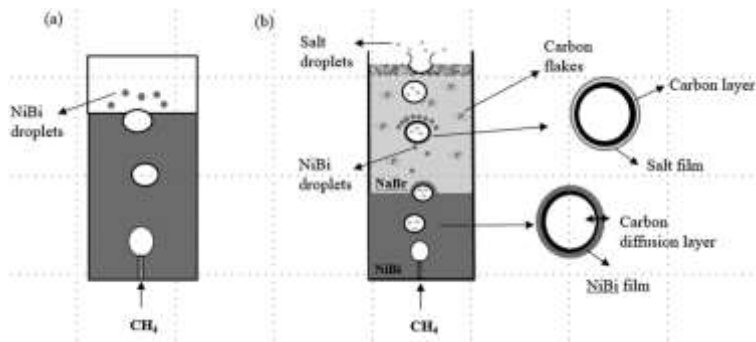 (a)
NiBi
droplets
CH₄
(b)
Salt
droplets
Carbon
flakes
NiBi
droplets
NaBr
NiBi
CH₄
Carbon layer
Salt film
Carbon
diffusion layer
NiBi film